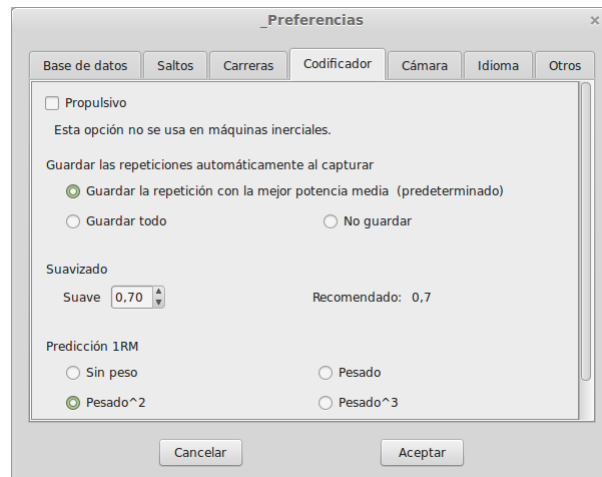 _Preferencias
×
Base de datos Saltos Carreras Codificador Cámara Idioma Otros
Propulsivo
Esta opción no se usa en máquinas inerciales.
Guardar las repeticiones automáticamente al capturar
Guardar la repetición con la mejor potencia media (predeterminado)
Guardar todo No guardar
Suavizado
Suave 0,70 Recomendado: 0,7
Predicción 1RM
Sin peso Pesado
Pesado^2 Pesado^3
Cancelar Aceptar